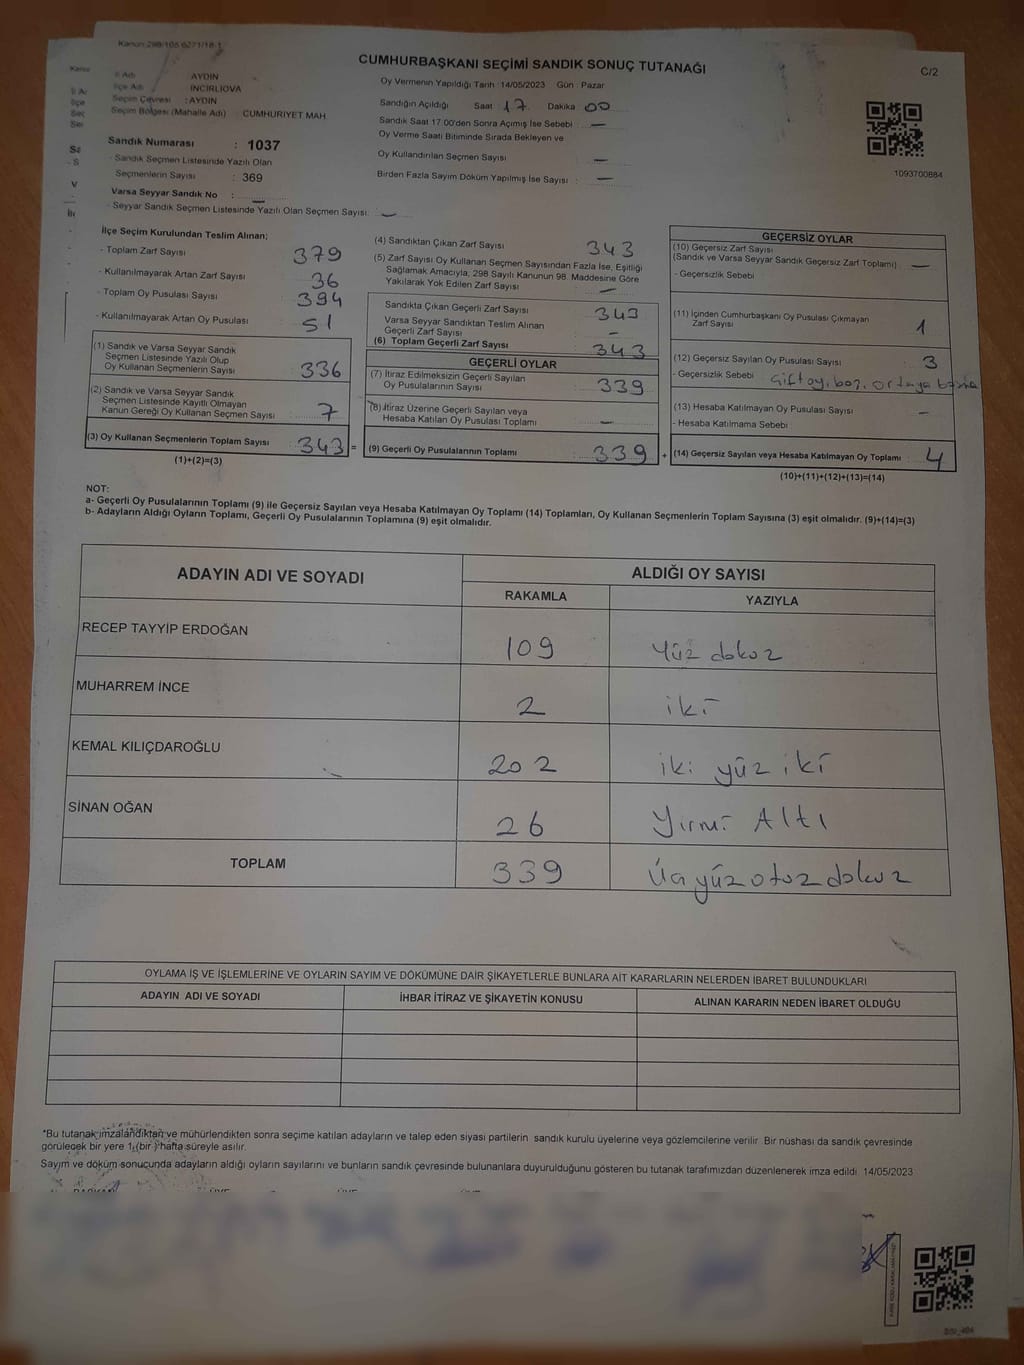 Kanun:298/105 6271/18-1
CUMHURBAŞKANI SEÇİMİ SANDIK SONUÇ TUTANAĞI
C/2
İl Adı AYDIN
İlçe Adı İNCİRLİOVA
Seçim Çevresi : AYDIN
Seçim Bölgesi (Mahalle Adı) CUMHURİYET MAH
Sandık Numarası : 1037
- Sandık Seçmen Listesinde Yazılı Olan
Seçmenlerin Sayısı : 369
Varsa Seyyar Sandık No : —
- Seyyar Sandık Seçmen Listesinde Yazılı Olan Seçmen Sayısı: —
Oy Vermenin Yapıldığı Tarih : 14/05/2023 Gün : Pazar
Sandığın Açıldığı Saat 17 Dakika 00
Sandık Saat 17.00'den Sonra Açılmış İse Sebebi : —
Oy Verme Saati Bitiminde Sırada Bekleyen ve
Oy Kullandırılan Seçmen Sayısı —
Birden Fazla Sayım Döküm Yapılmış İse Sayısı : —
1093700884
İlçe Seçim Kurulundan Teslim Alınan;
- Toplam Zarf Sayısı 379
- Kullanılmayarak Artan Zarf Sayısı 36
- Toplam Oy Pusulası Sayısı 394
- Kullanılmayarak Artan Oy Pusulası 51
(1) Sandık ve Varsa Seyyar Sandık
Seçmen Listesinde Yazılı Olup
Oy Kullanan Seçmenlerin Sayısı 336
(2) Sandık ve Varsa Seyyar Sandık
Seçmen Listesinde Kayıtlı Olmayan
Kanun Gereği Oy Kullanan Seçmen Sayısı 7
(3) Oy Kullanan Seçmenlerin Toplam Sayısı : 343 =
(1)+(2)=(3)
(4) Sandıktan Çıkan Zarf Sayısı 343
(5) Zarf Sayısı Oy Kullanan Seçmen Sayısından Fazla İse, Eşitliği
Sağlamak Amacıyla, 298 Sayılı Kanunun 98. Maddesine Göre
Yakılarak Yok Edilen Zarf Sayısı —
Sandıkta Çıkan Geçerli Zarf Sayısı 343
Varsa Seyyar Sandıktan Teslim Alınan
Geçerli Zarf Sayısı —
(6) Toplam Geçerli Zarf Sayısı 343
GEÇERLİ OYLAR
(7) İtiraz Edilmeksizin Geçerli Sayılan
Oy Pusulalarının Sayısı 339
(8) İtiraz Üzerine Geçerli Sayılan veya
Hesaba Katılan Oy Pusulası Toplamı —
(9) Geçerli Oy Pusulalarının Toplamı 339 +
GEÇERSİZ OYLAR
(10) Geçersiz Zarf Sayısı
(Sandık ve Varsa Seyyar Sandık Geçersiz Zarf Toplamı) —
- Geçersizlik Sebebi
(11) İçinden Cumhurbaşkanı Oy Pusulası Çıkmayan
Zarf Sayısı 1
(12) Geçersiz Sayılan Oy Pusulası Sayısı 3
- Geçersizlik Sebebi Çift oy, boş, ortaya basma
(13) Hesaba Katılmayan Oy Pusulası Sayısı —
- Hesaba Katılmama Sebebi
(14) Geçersiz Sayılan veya Hesaba Katılmayan Oy Toplamı : 4
(10)+(11)+(12)+(13)=(14)
NOT:
a- Geçerli Oy Pusulalarının Toplamı (9) ile Geçersiz Sayılan veya Hesaba Katılmayan Oy Toplamı (14) Toplamları, Oy Kullanan Seçmenlerin Toplam Sayısına (3) eşit olmalıdır. (9)+(14)=(3)
b- Adayların Aldığı Oyların Toplamı, Geçerli Oy Pusulalarının Toplamına (9) eşit olmalıdır.
ADAYIN ADI VE SOYADI ALDIĞI OY SAYISI
RAKAMLA YAZIYLA
RECEP TAYYİP ERDOĞAN 109 Yüz dokuz
MUHARREM İNCE 2 iki
KEMAL KILIÇDAROĞLU 202 iki yüz iki
SİNAN OĞAN 26 Yirmi Altı
TOPLAM 339 Üç yüz otuz dokuz
OYLAMA İŞ VE İŞLEMLERİNE VE OYLARIN SAYIM VE DÖKÜMÜNE DAİR ŞİKAYETLERLE BUNLARA AİT KARARLARIN NELERDEN İBARET BULUNDUKLARI
ADAYIN ADI VE SOYADI İHBAR İTİRAZ VE ŞİKAYETİN KONUSU ALINAN KARARIN NEDEN İBARET OLDUĞU
*Bu tutanak imzalandıktan ve mühürlendikten sonra seçime katılan adayların ve talep eden siyasi partilerin sandık kurulu üyelerine veya gözlemcilerine verilir. Bir nüshası da sandık çevresinde
görülecek bir yere 1 (bir) hafta süreyle asılır.
Sayım ve döküm sonucunda adayların aldığı oyların sayılarını ve bunların sandık çevresinde bulunanlara duyurulduğunu gösteren bu tutanak tarafımızdan düzenlenerek imza edildi 14/05/2023